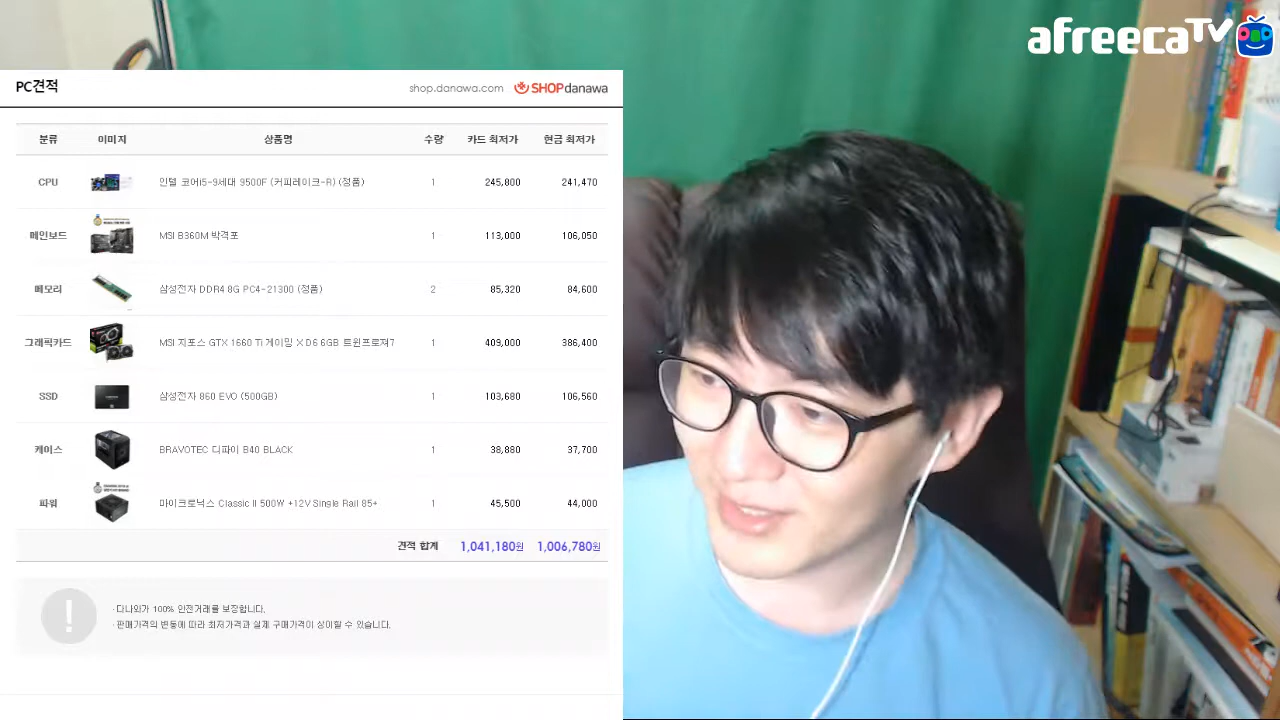 afreecaTV
PC견적 shop.danawa.com SHOPdanawa
분류 이미지 상품명 수량 카드 최저가 현금 최저가
CPU 인텔 코어i5-9세대 9500F (커피레이크-R) (정품) 1 245,800 241,470
메인보드 MSI B360M 박격포 1 113,000 106,050
메모리 삼성전자 DDR4 8G PC4-21300 (정품) 2 85,320 84,600
그래픽카드 MSI 지포스 GTX 1660 Ti 게이밍 X D6 6GB 트윈프로져7 1 409,000 386,400
SSD 삼성전자 860 EVO (500GB) 1 103,680 106,560
케이스 BRAVOTEC 디파이 B40 BLACK 1 38,880 37,700
파워 마이크로닉스 Classic II 500W +12V Single Rail 85+ 1 45,500 44,000
견적 합계 1,041,180원 1,006,780원
· 다나와가 100% 안전거래를 보장합니다.
· 판매가격의 변동에 따라 최저가격과 실제 구매가격이 상이할 수 있습니다.